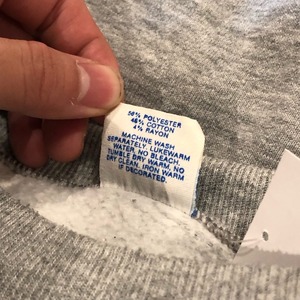 50% POLYESTER
46% COTTON
4% RAYON
MACHINE WASH
SEPARATELY, LUKEWARM
WATER, NO BLEACH.
TUMBLE DRY WARM, NO
DRY CLEAN, IRON WARM
IF DECORATED.